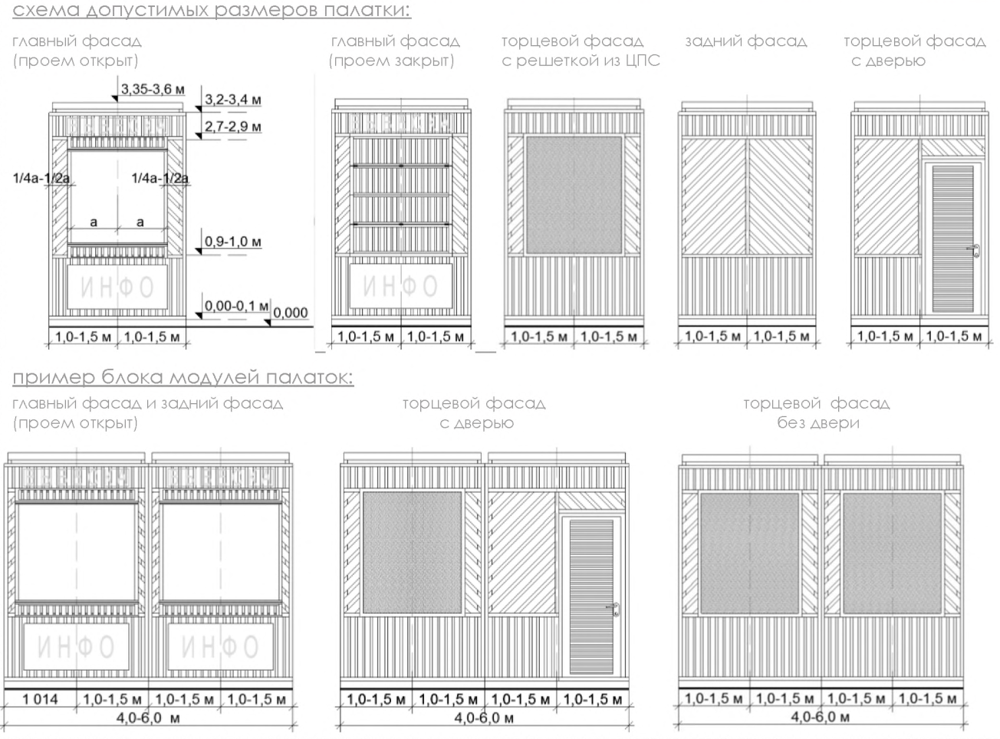 схема допустимых размеров палатки:
главный фасад
(проем открыт)
главный фасад
(проем закрыт)
торцевой фасад
с решеткой из ЦПС
задний фасад
торцевой фасад
с дверью
3,35-3,6 м
3,2-3,4 м
2,7-2,9 м
ВЫВЕСКА
ВЫВЕСКА
1/4а-1/2а
1/4а-1/2а
а
а
0,9-1,0 м
ИНФО
ИНФО
0,00-0,1 м
0,000
1,0-1,5 м
1,0-1,5 м
1,0-1,5 м
1,0-1,5 м
1,0-1,5 м
1,0-1,5 м
1,0-1,5 м
1,0-1,5 м
1,0-1,5 м
1,0-1,5 м
пример блока модулей палаток:
главный фасад и задний фасад
(проем открыт)
торцевой фасад
с дверью
торцевой фасад
без двери
ВЫВЕСКА
ВЫВЕСКА
ИНФО
ИНФО
1 014
1,0-1,5 м
1,0-1,5 м
1,0-1,5 м
4,0-6,0 м
1,0-1,5 м
1,0-1,5 м
1,0-1,5 м
1,0-1,5 м
4,0-6,0 м
1,0-1,5 м
1,0-1,5 м
1,0-1,5 м
1,0-1,5 м
4,0-6,0 м